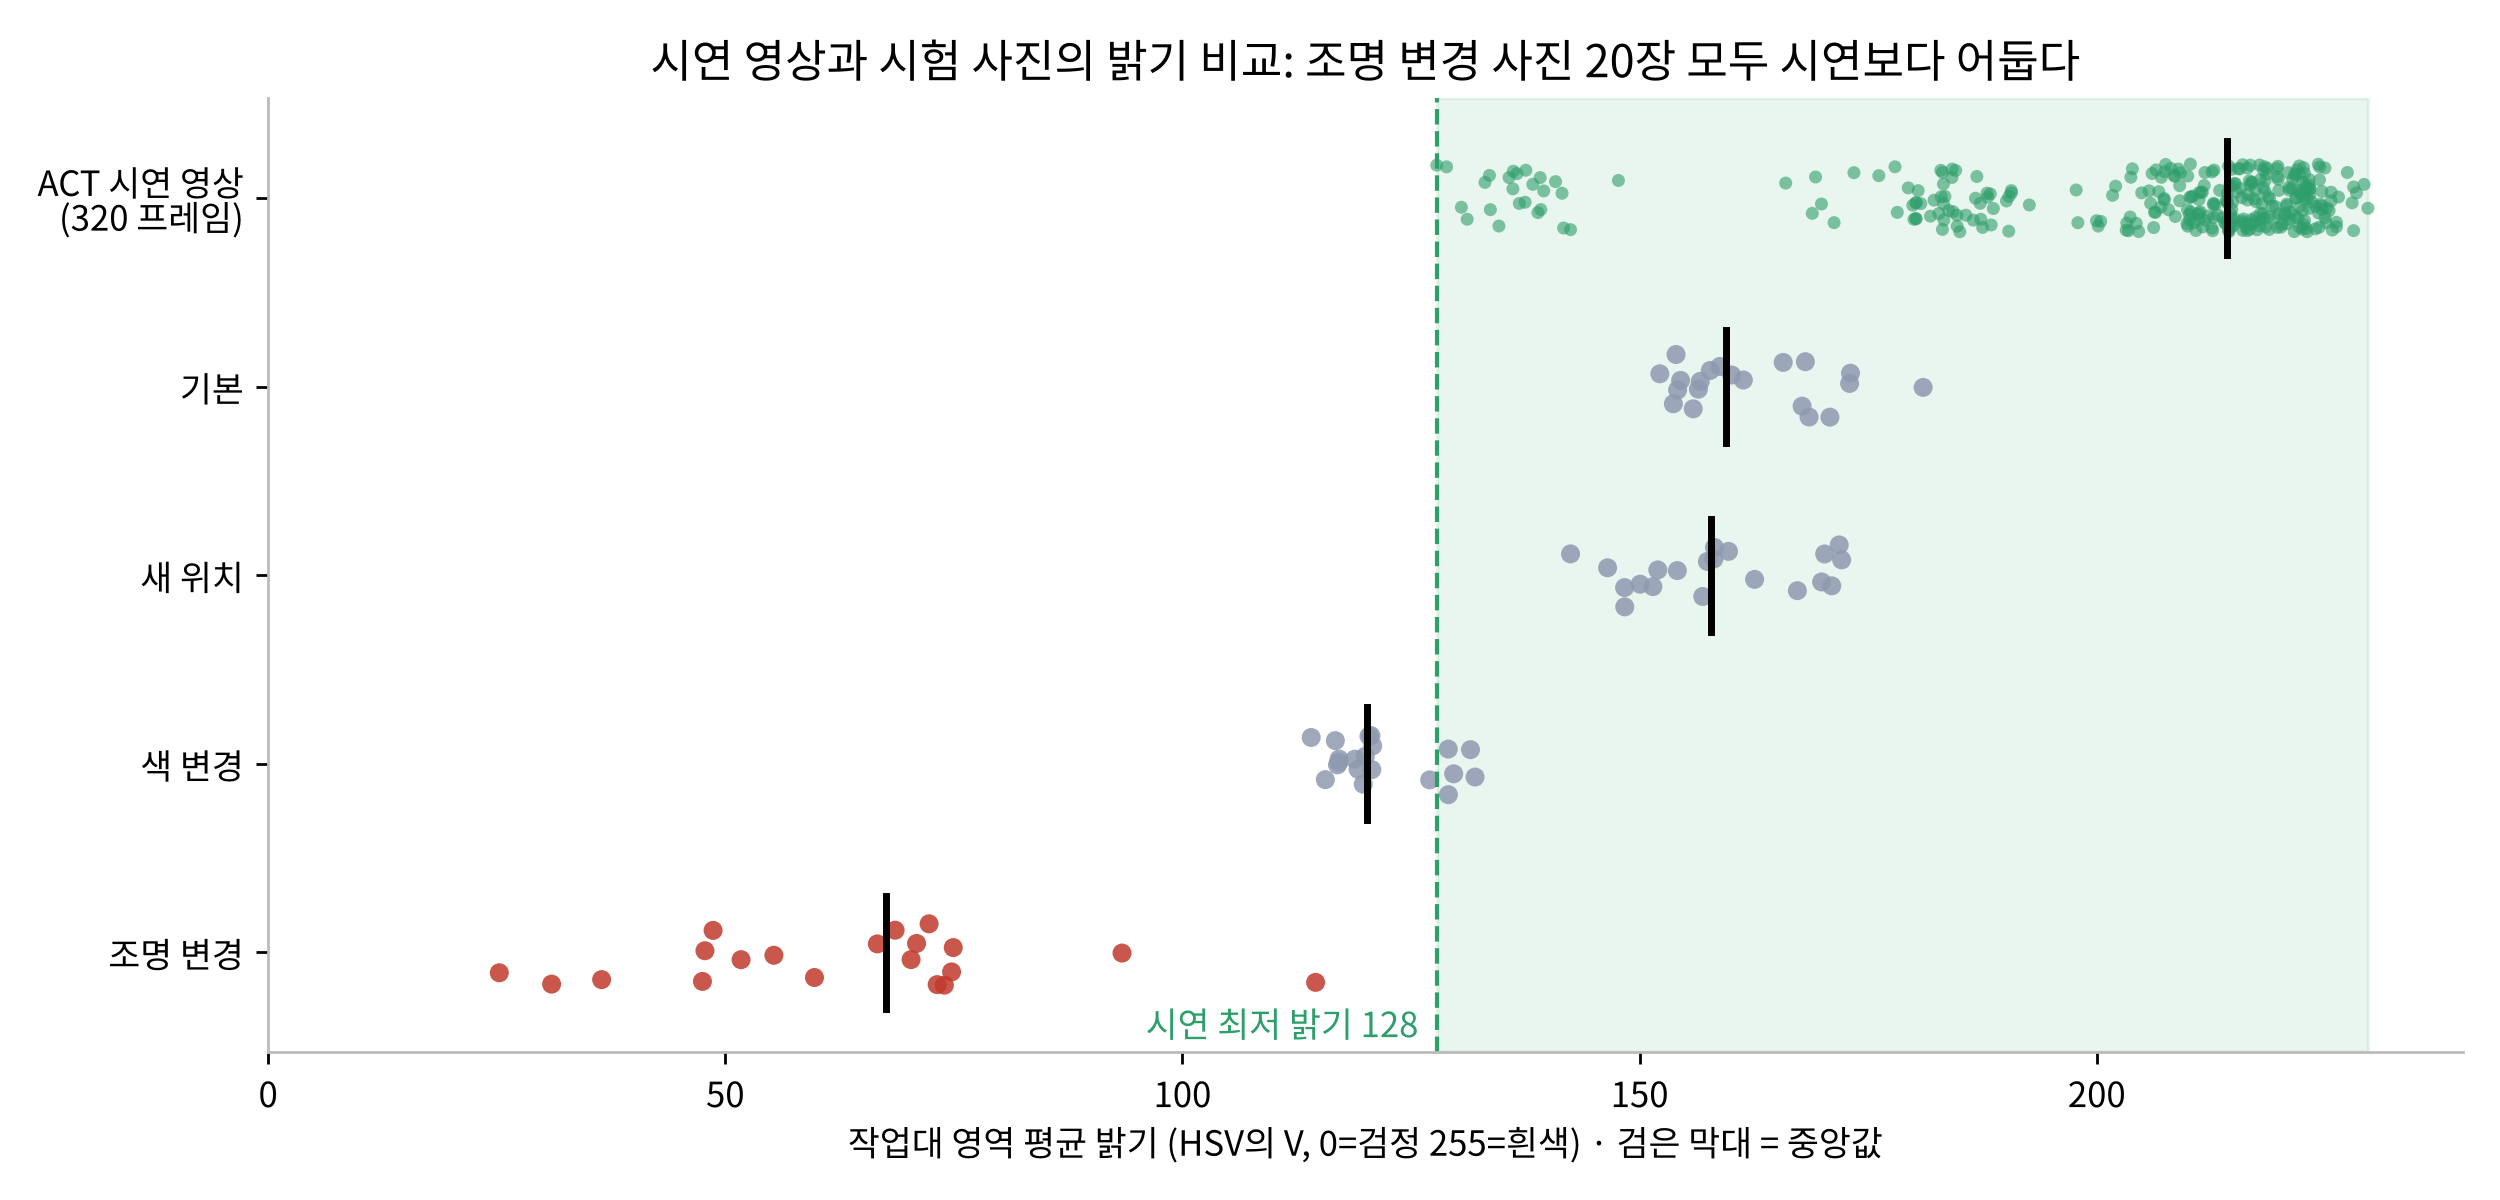 시연 영상과 시험 사진의 밝기 비교: 조명 변경 사진 20장 모두 시연보다 어둡다
ACT 시연 영상
(320 프레임)
기본
새 위치
색 변경
조명 변경
시연 최저 밝기 128
0
50
100
150
200
작업대 영역 평균 밝기 (HSV의 V, 0=검정 255=흰색) · 검은 막대 = 중앙값